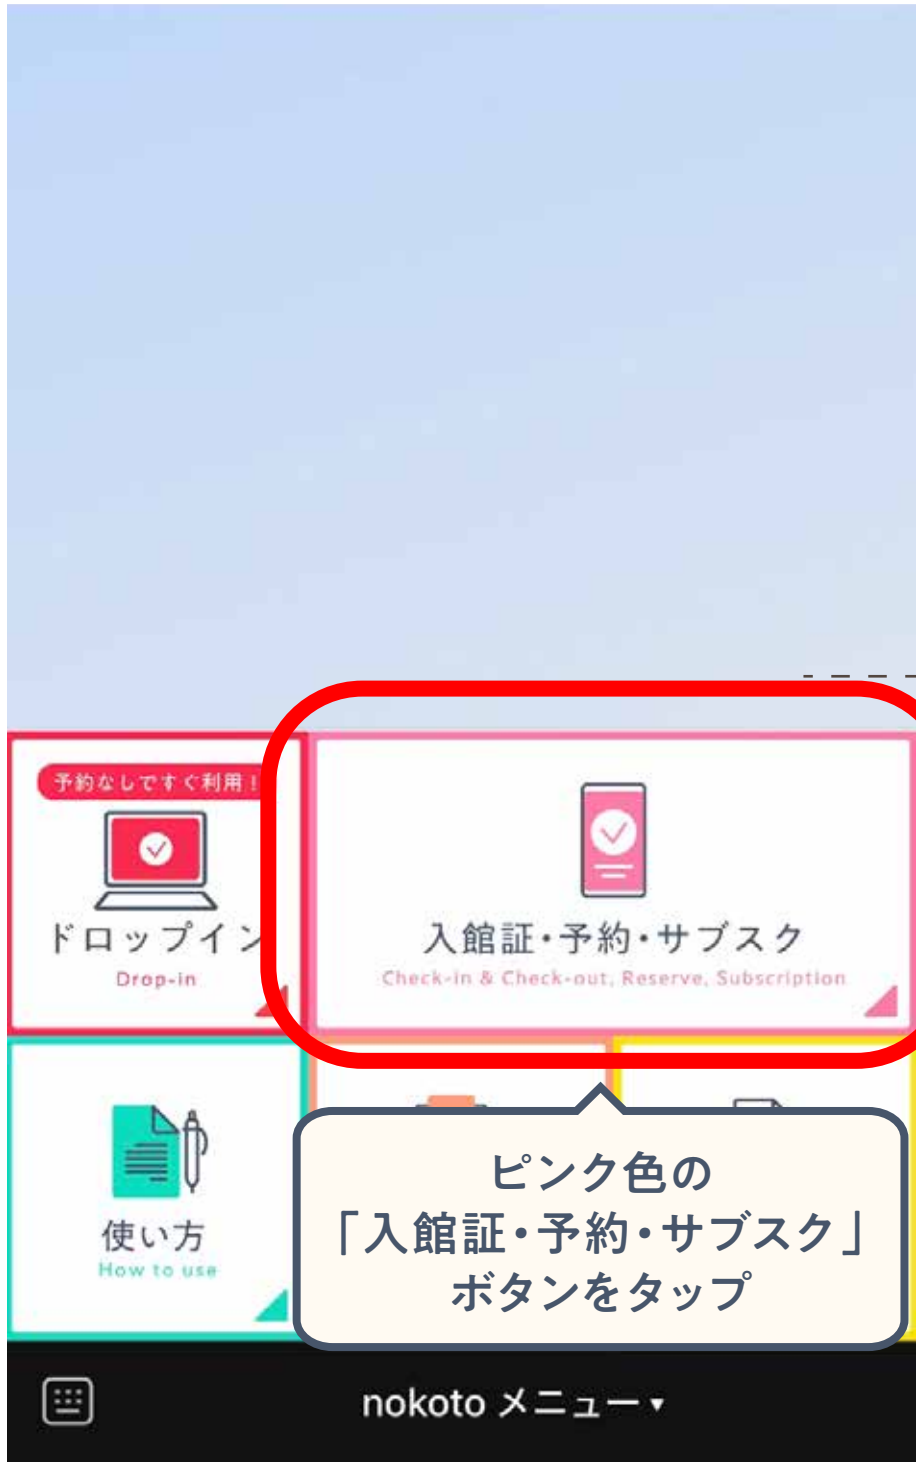 予約なしですぐ利用！
ドロップイン
Drop-in
入館証・予約・サブスク
Check-in & Check-out, Reserve, Subscription
使い方
How to use
ピンク色の
「入館証・予約・サブスク」
ボタンをタップ
nokoto メニュー▾